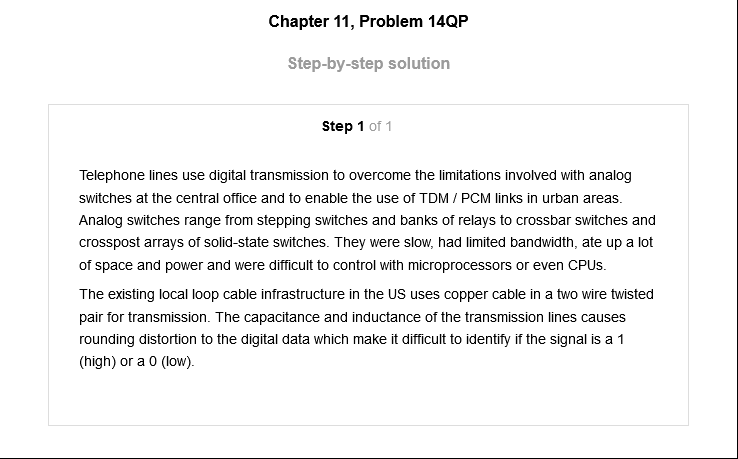 Chapter 11, Problem 14QP
Step-by-step solution
Step 1 of 1
Telephone lines use digital transmission to overcome the limitations involved with analog
switches at the central office and to enable the use of TDM / PCM links in urban areas.
Analog switches range from stepping switches and banks of relays to crossbar switches and
crosspost arrays of solid-state switches. They were slow, had limited bandwidth, ate up a lot
of space and power and were difficult to control with microprocessors or even CPUs.
The existing local loop cable infrastructure in the US uses copper cable in a two wire twisted
pair for transmission. The capacitance and inductance of the transmission lines causes
rounding distortion to the digital data which make it difficult to identify if the signal is a 1
(high) or a 0 (low).